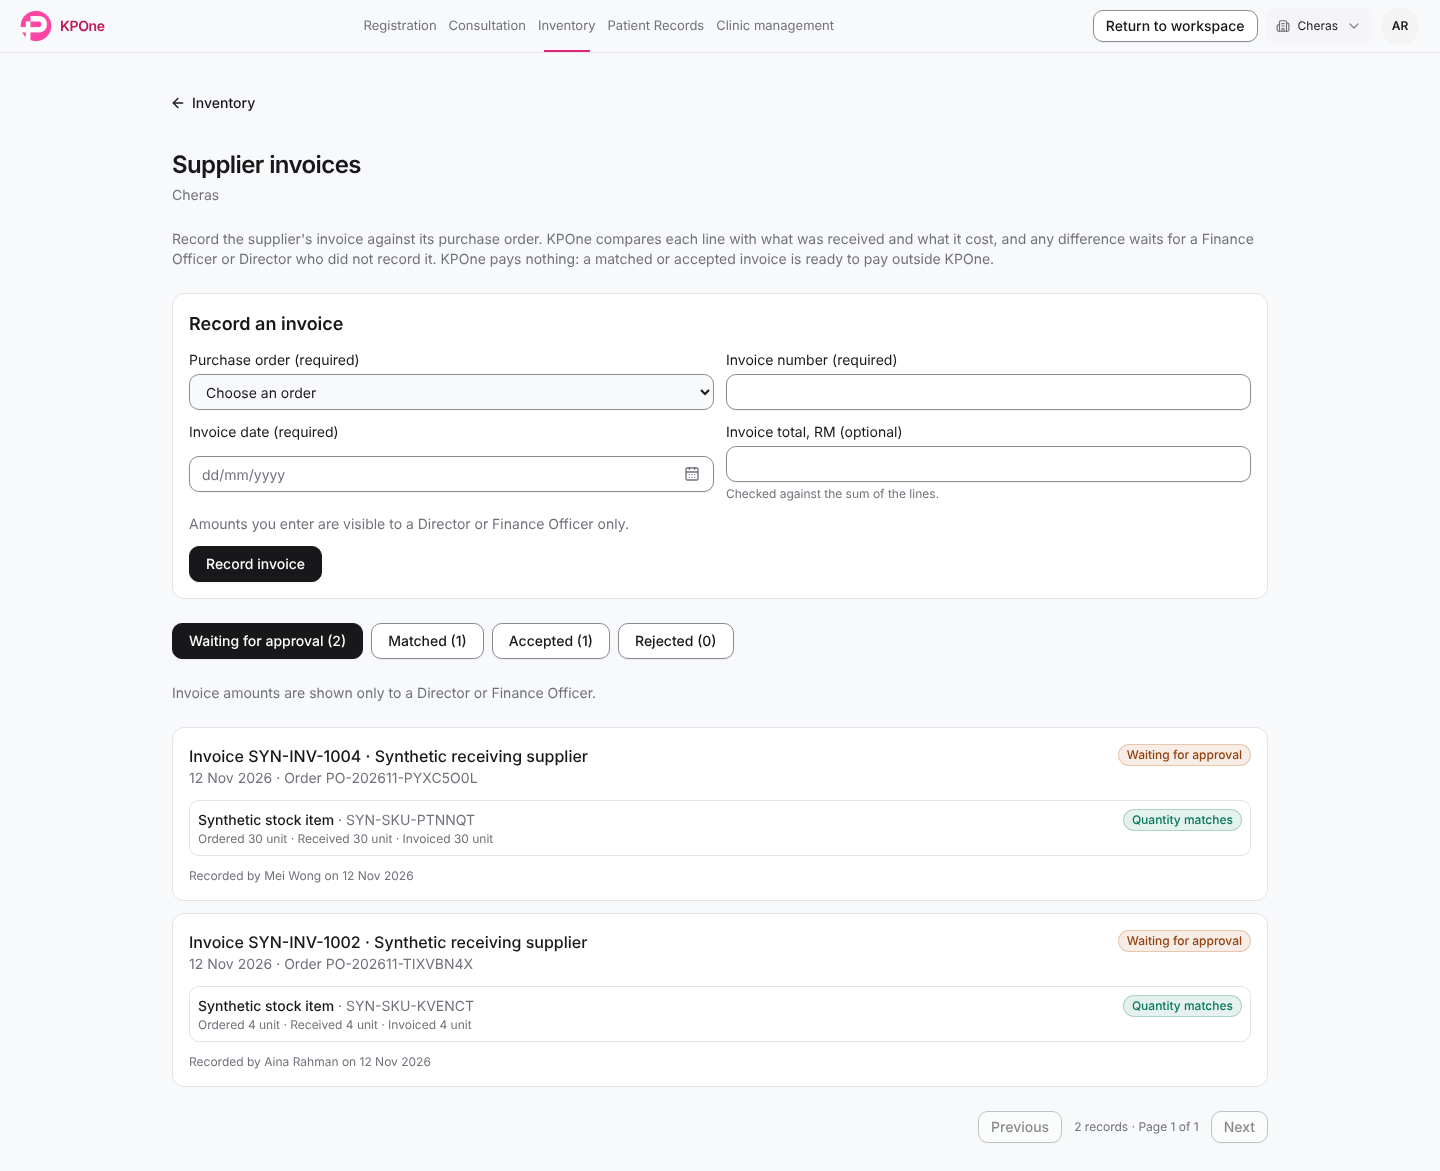 KPOne
Registration Consultation Inventory Patient Records Clinic management
Return to workspace
Cheras
AR
Inventory
Supplier invoices
Cheras
Record the supplier's invoice against its purchase order. KPOne compares each line with what was received and what it cost, and any difference waits for a Finance
Officer or Director who did not record it. KPOne pays nothing: a matched or accepted invoice is ready to pay outside KPOne.
Record an invoice
Purchase order (required)
Choose an order
Invoice number (required)
Invoice date (required)
dd/mm/yyyy
Invoice total, RM (optional)
Checked against the sum of the lines.
Amounts you enter are visible to a Director or Finance Officer only.
Record invoice
Waiting for approval (2)
Matched (1)
Accepted (1)
Rejected (0)
Invoice amounts are shown only to a Director or Finance Officer.
Invoice SYN-INV-1004 · Synthetic receiving supplier
Waiting for approval
12 Nov 2026 · Order PO-202611-PYXC5O0L
Synthetic stock item · SYN-SKU-PTNNQT
Quantity matches
Ordered 30 unit · Received 30 unit · Invoiced 30 unit
Recorded by Mei Wong on 12 Nov 2026
Invoice SYN-INV-1002 · Synthetic receiving supplier
Waiting for approval
12 Nov 2026 · Order PO-202611-TIXVBN4X
Synthetic stock item · SYN-SKU-KVENCT
Quantity matches
Ordered 4 unit · Received 4 unit · Invoiced 4 unit
Recorded by Aina Rahman on 12 Nov 2026
Previous
2 records · Page 1 of 1
Next